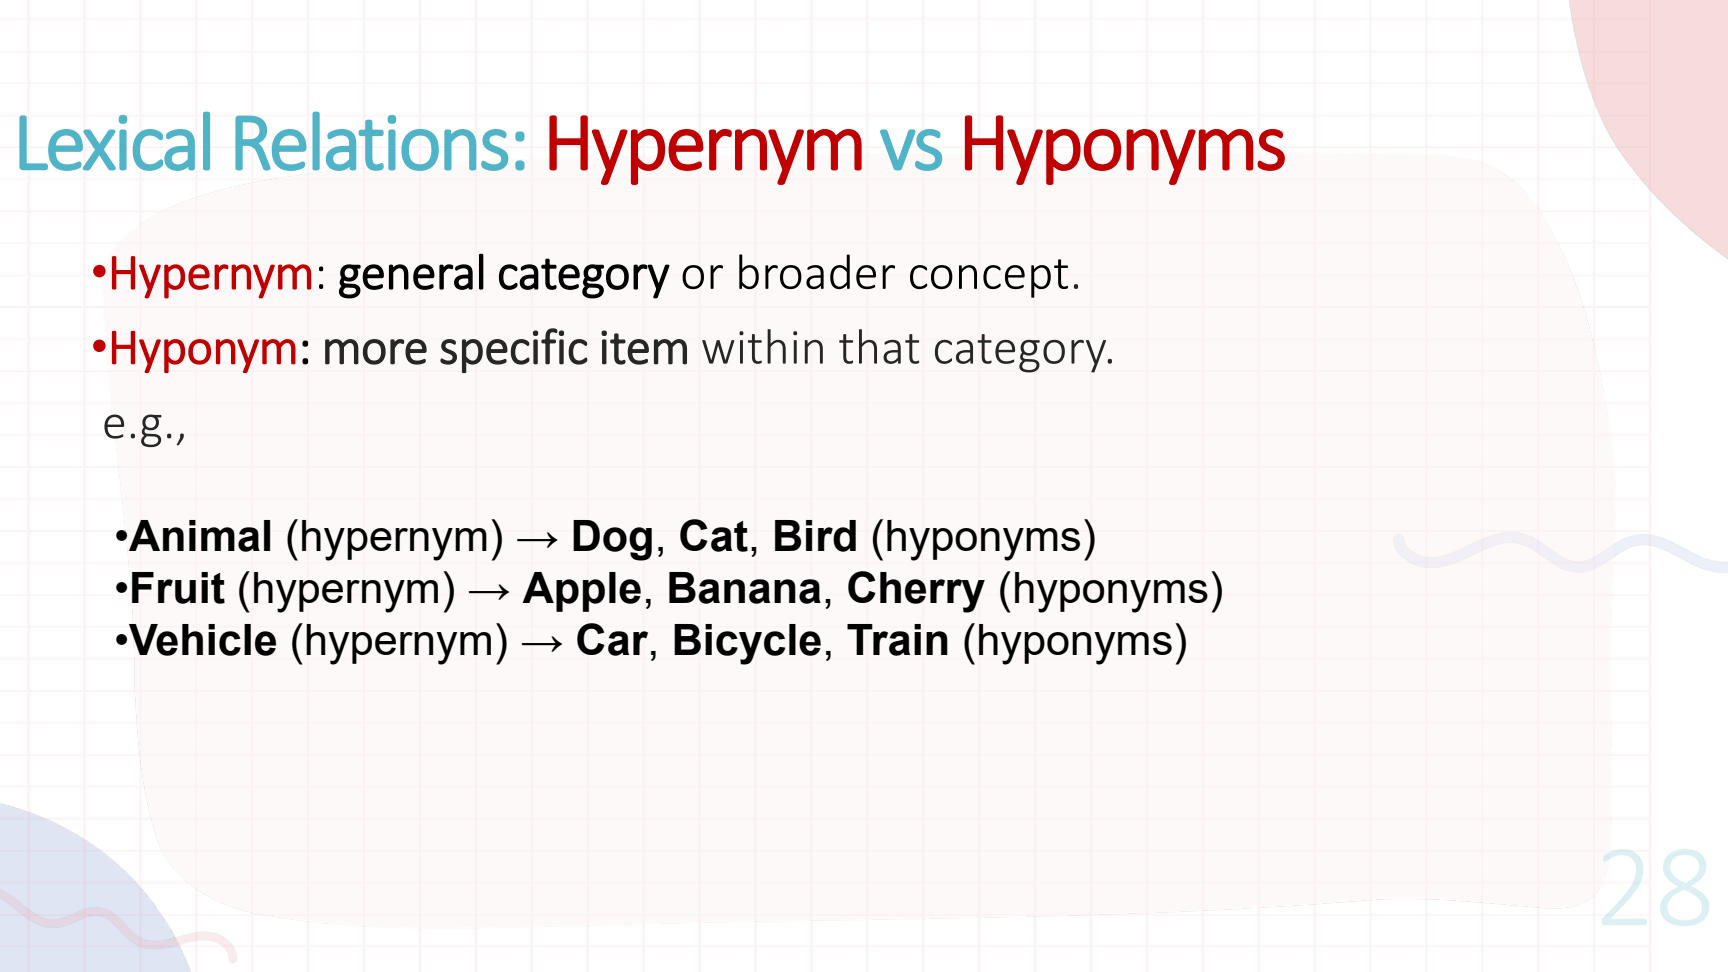 Lexical Relations: Hypernym vs Hyponyms
•Hypernym: general category or broader concept.
•Hyponym: more specific item within that category.
e.g.,
•Animal (hypernym) → Dog, Cat, Bird (hyponyms)
•Fruit (hypernym) → Apple, Banana, Cherry (hyponyms)
•Vehicle (hypernym) → Car, Bicycle, Train (hyponyms)
28